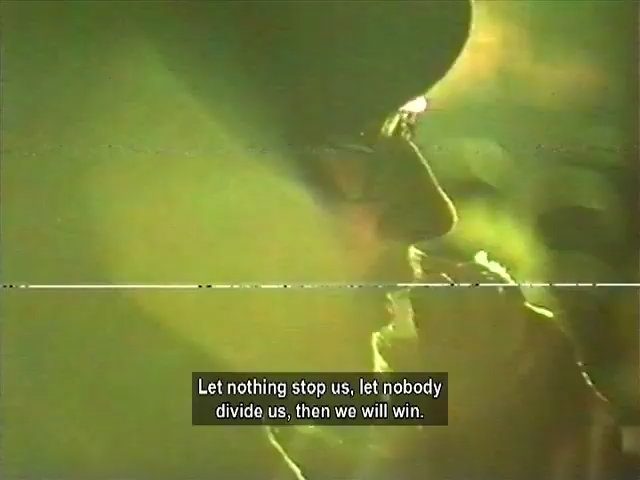 Let nothing stop us, let nobody
divide us, then we will win.